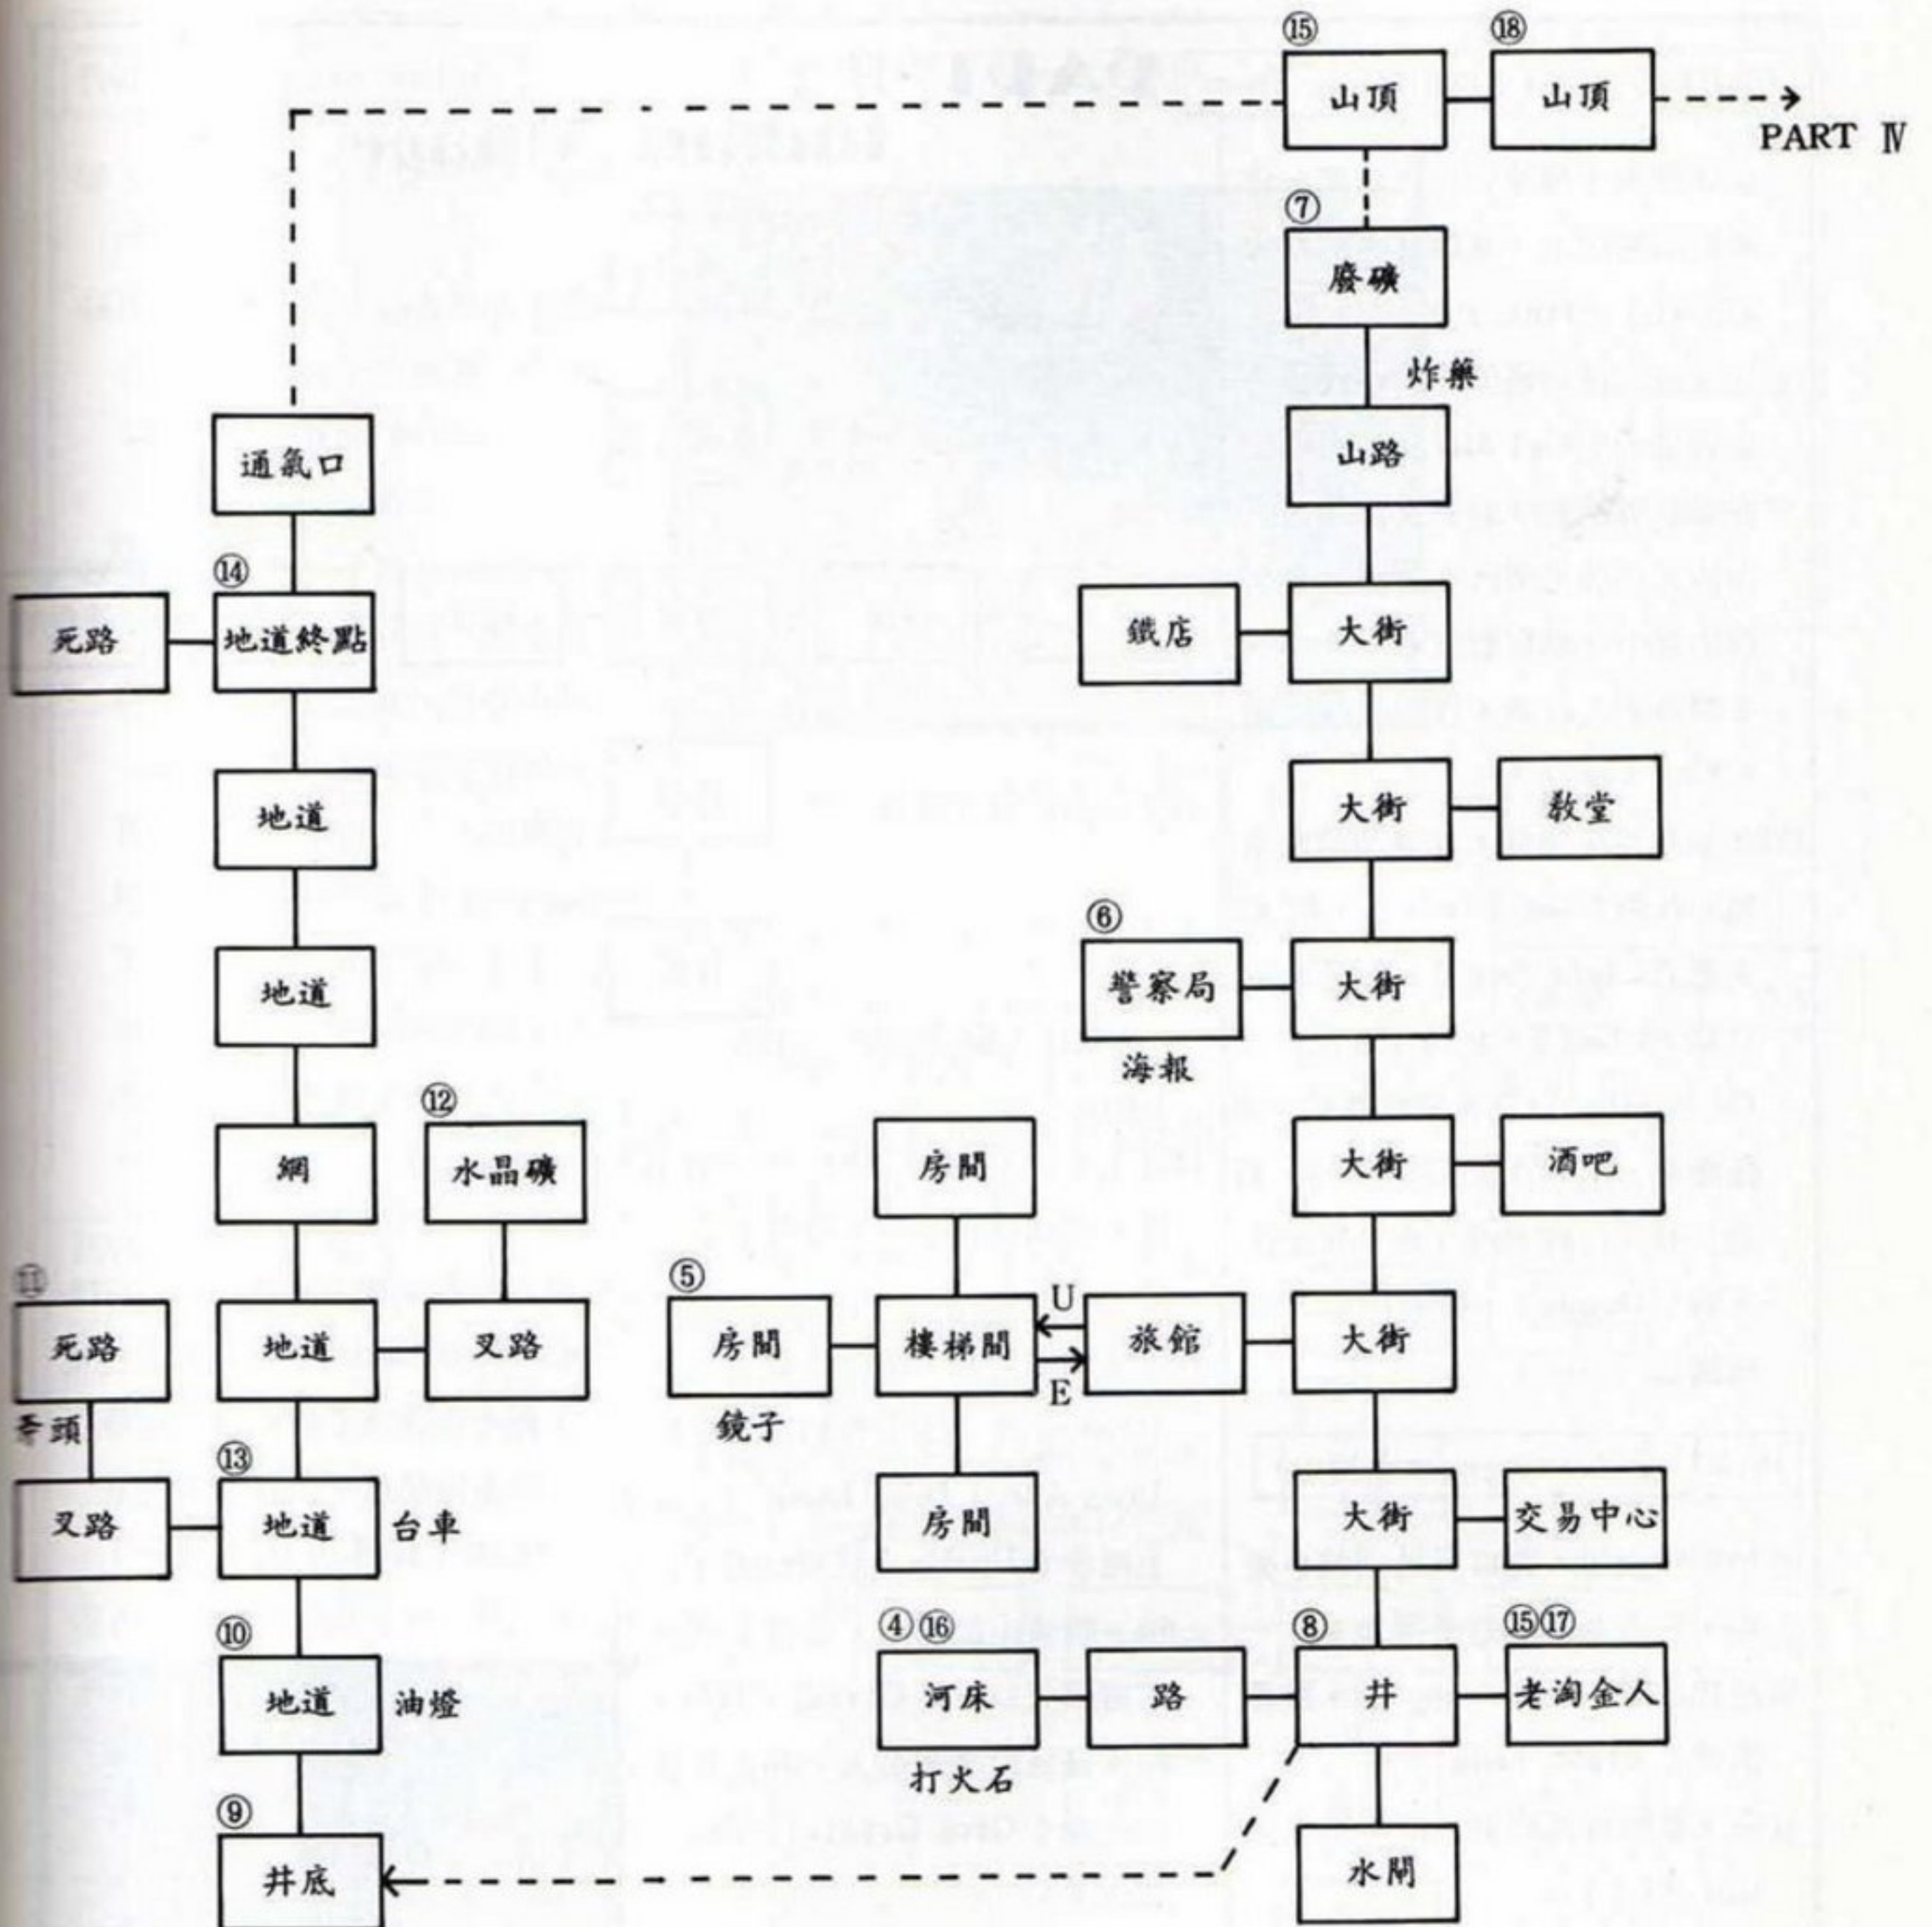 ⑮ ⑱
山頂 山頂
PART Ⅳ
⑦
廢礦
炸藥
通氣口 山路
⑭
死路 地道終點 鐵店 大街
地道 大街 教堂
⑥
地道 警察局 大街
海報
⑫
網 水晶礦 房間 大街 酒吧
⑪ ⑤ U
死路 地道 叉路 房間 樓梯間 旅館 大街
E
鏡子
⑬
叉路 地道 台車 房間 大街 交易中心
⑩ ④⑯ ⑧ ⑮⑰
地道 油燈 河床 路 井 老淘金人
打火石
⑨
井底 水閘